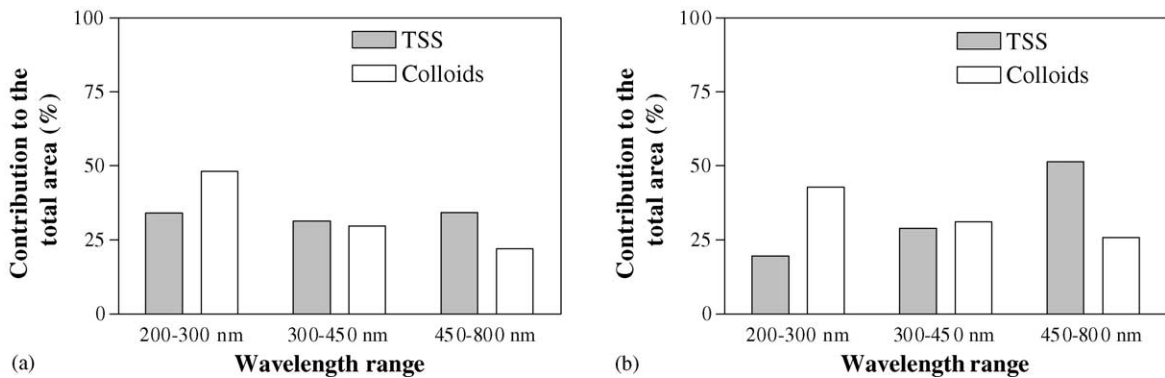 100
75
50
25
0
Contribution to the
total area (%)
TSS
Colloids
200-300 nm
300-450 nm
450-800 nm
Wavelength range
(a)
100
75
50
25
0
Contribution to the
total area (%)
TSS
Colloids
200-300 nm
300-450 nm
450-800 nm
Wavelength range
(b)